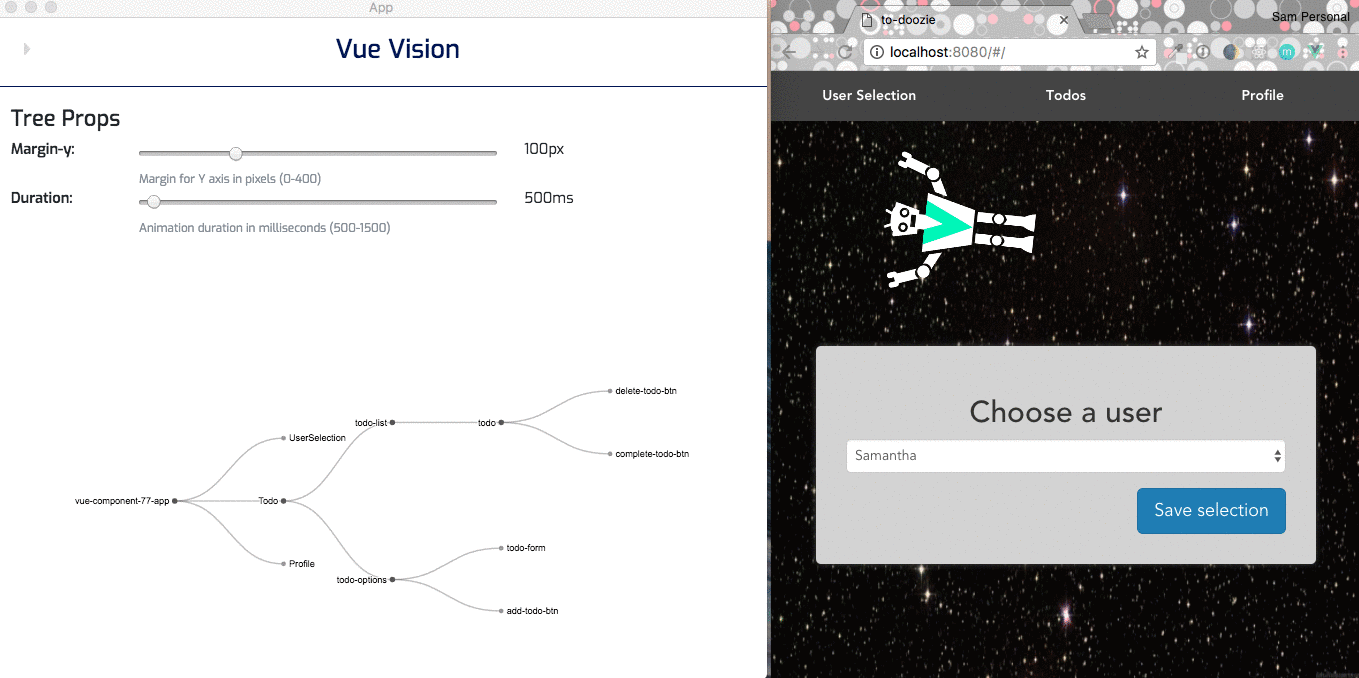 App
Vue Vision
Tree Props
Margin-y:
100px
Margin for Y axis in pixels (0-400)
Duration:
500ms
Animation duration in milliseconds (500-1500)
delete-todo-btn
todo-list
todo
UserSelection
complete-todo-btn
vue-component-77-app
Todo
todo-form
Profile
todo-options
add-todo-btn
to-doozie
Sam Personal
localhost:8080/#/
User Selection
Todos
Profile
Choose a user
Samantha
Save selection